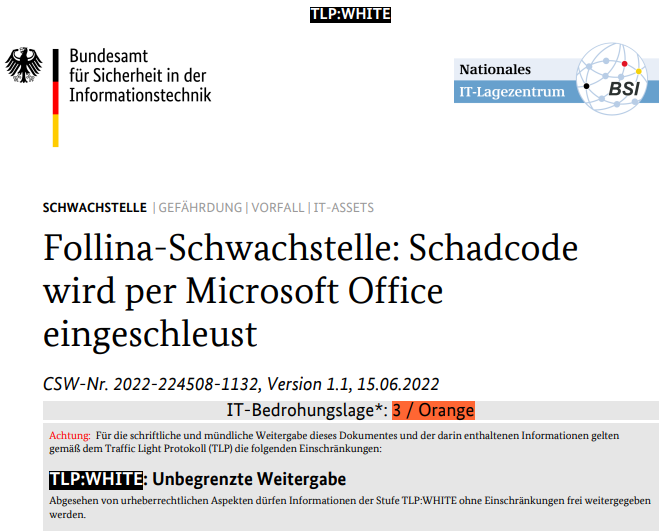 TLP:WHITE
Bundesamt
für Sicherheit in der
Informationstechnik
Nationales
IT-Lagezentrum
BSI
SCHWACHSTELLE | GEFÄHRDUNG | VORFALL | IT-ASSETS
Follina-Schwachstelle: Schadcode
wird per Microsoft Office
eingeschleust
CSW-Nr. 2022-224508-1132, Version 1.1, 15.06.2022
IT-Bedrohungslage*: 3 / Orange
Achtung: Für die schriftliche und mündliche Weitergabe dieses Dokumentes und der darin enthaltenen Informationen gelten
gemäß dem Traffic Light Protokoll (TLP) die folgenden Einschränkungen:
TLP:WHITE: Unbegrenzte Weitergabe
Abgesehen von urheberrechtlichen Aspekten dürfen Informationen der Stufe TLP:WHITE ohne Einschränkungen frei weitergegeben
werden.